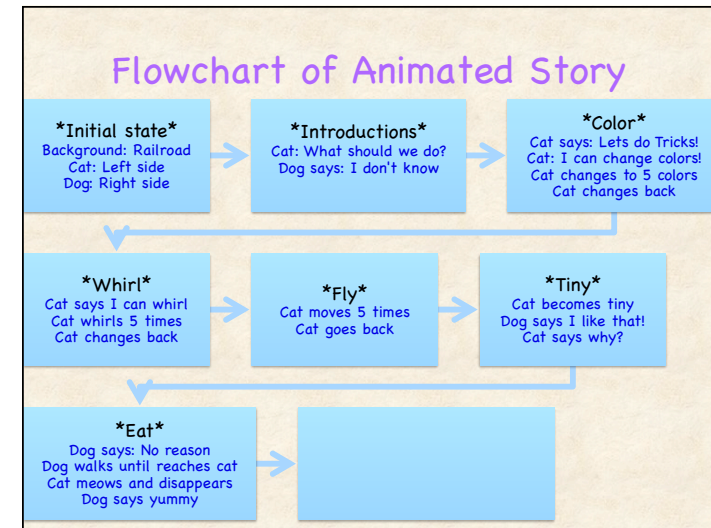 Flowchart of Animated Story
*Initial state*
Background: Railroad
Cat: Left side
Dog: Right side
*Introductions*
Cat: What should we do?
Dog says: I don't know
*Color*
Cat says: Lets do Tricks!
Cat: I can change colors!
Cat changes to 5 colors
Cat changes back
*Whirl*
Cat says I can whirl
Cat whirls 5 times
Cat changes back
*Fly*
Cat moves 5 times
Cat goes back
*Tiny*
Cat becomes tiny
Dog says I like that!
Cat says why?
*Eat*
Dog says: No reason
Dog walks until reaches cat
Cat meows and disappears
Dog says yummy